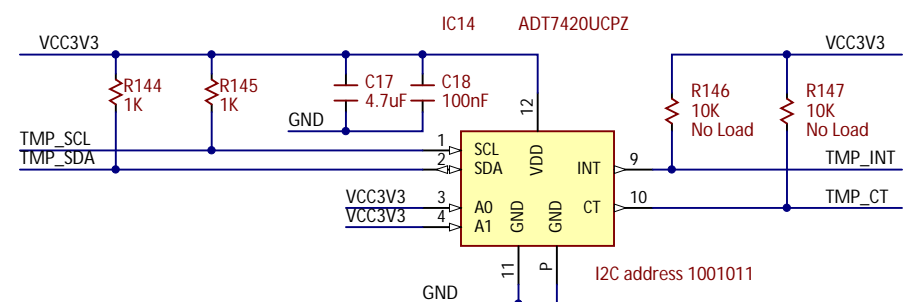 IC14 ADT7420UCPZ
VCC3V3 VCC3V3
R144 R145 C17 C18 R146 R147
1K 1K 4.7uF 100nF 10K 10K
No Load No Load
GND 12
TMP_SCL 1 SCL VDD
TMP_SDA 2 SDA INT 9 TMP_INT
VCC3V3 3 A0 CT 10 TMP_CT
VCC3V3 4 A1 GND GND
11 P I2C address 1001011
GND